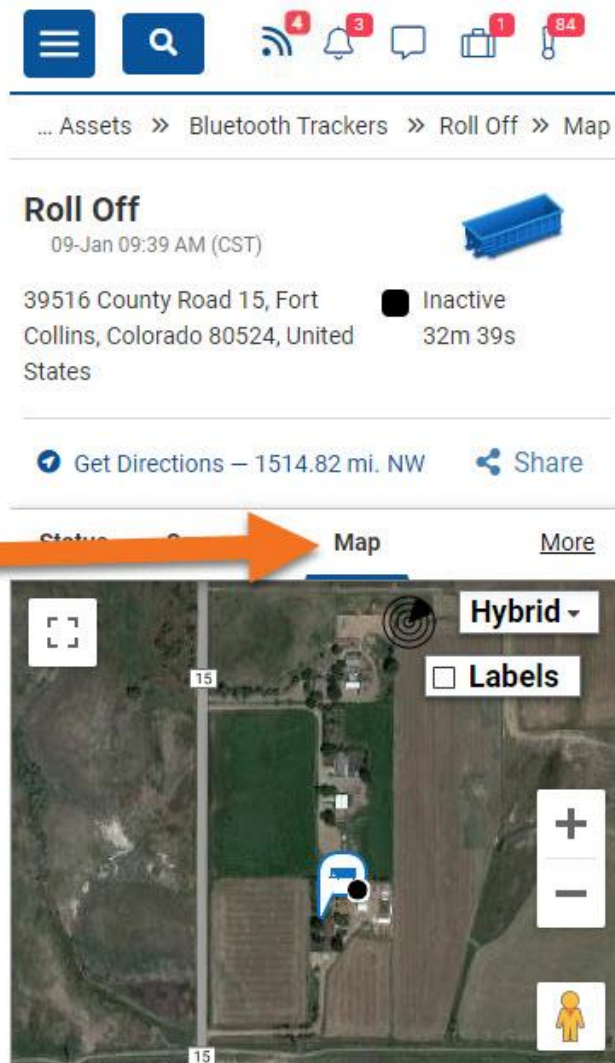 4 3 1 84
... Assets » Bluetooth Trackers » Roll Off » Map
Roll Off
09-Jan 09:39 AM (CST)
39516 County Road 15, Fort
Collins, Colorado 80524, United
States
Inactive
32m 39s
Get Directions — 1514.82 mi. NW
Share
Map
More
Hybrid
Labels
15
15